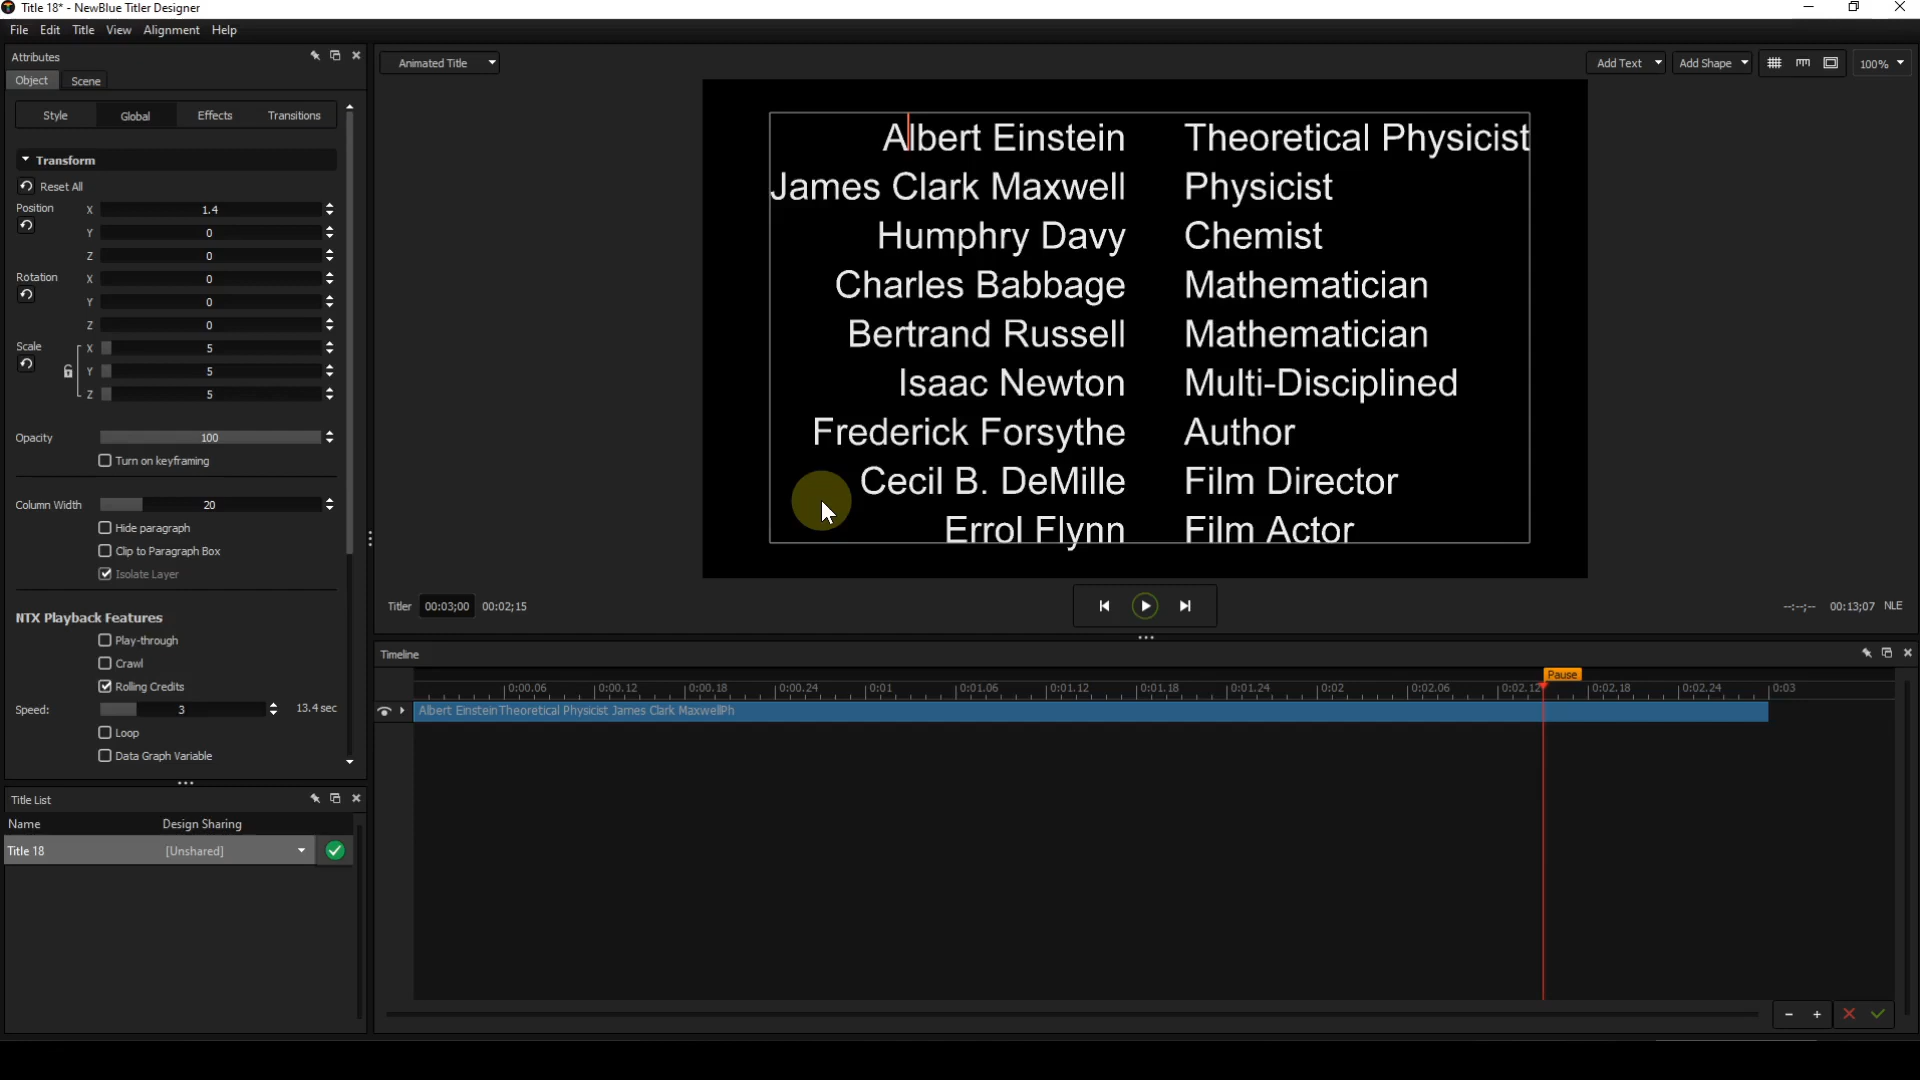 Title 18* - NewBlue Titler Designer
File Edit Title View Alignment Help
Attributes
Object Scene
Style Global Effects Transitions
Transform
Reset All
Position X 1.4
Y 0
Z 0
Rotation X 0
Y 0
Z 0
Scale X 5
Y 5
Z 5
Opacity 100
Turn on keyframing
Column Width 20
Hide paragraph
Clip to Paragraph Box
Isolate Layer
NTX Playback Features
Play-through
Crawl
Rolling Credits
Speed: 3 13.4 sec
Loop
Data Graph Variable
Title List
Name Design Sharing
Title 18 [Unshared]
Animated Title
Add Text Add Shape 100%
Albert Einstein Theoretical Physicist
James Clark Maxwell Physicist
Humphry Davy Chemist
Charles Babbage Mathematician
Bertrand Russell Mathematician
Isaac Newton Multi-Disciplined
Frederick Forsythe Author
Cecil B. DeMille Film Director
Errol Flynn Film Actor
Titler 00:03;00 00:02;15
--:--;-- 00:13;07 NLE
Timeline
Pause
0:00.06 0:00.12 0:00.18 0:00.24 0:01 0:01.06 0:01.12 0:01.18 0:01.24 0:02 0:02.06 0:02.12 0:02.18 0:02.24 0:03
Albert EinsteinTheoretical Physicist James Clark MaxwellPh